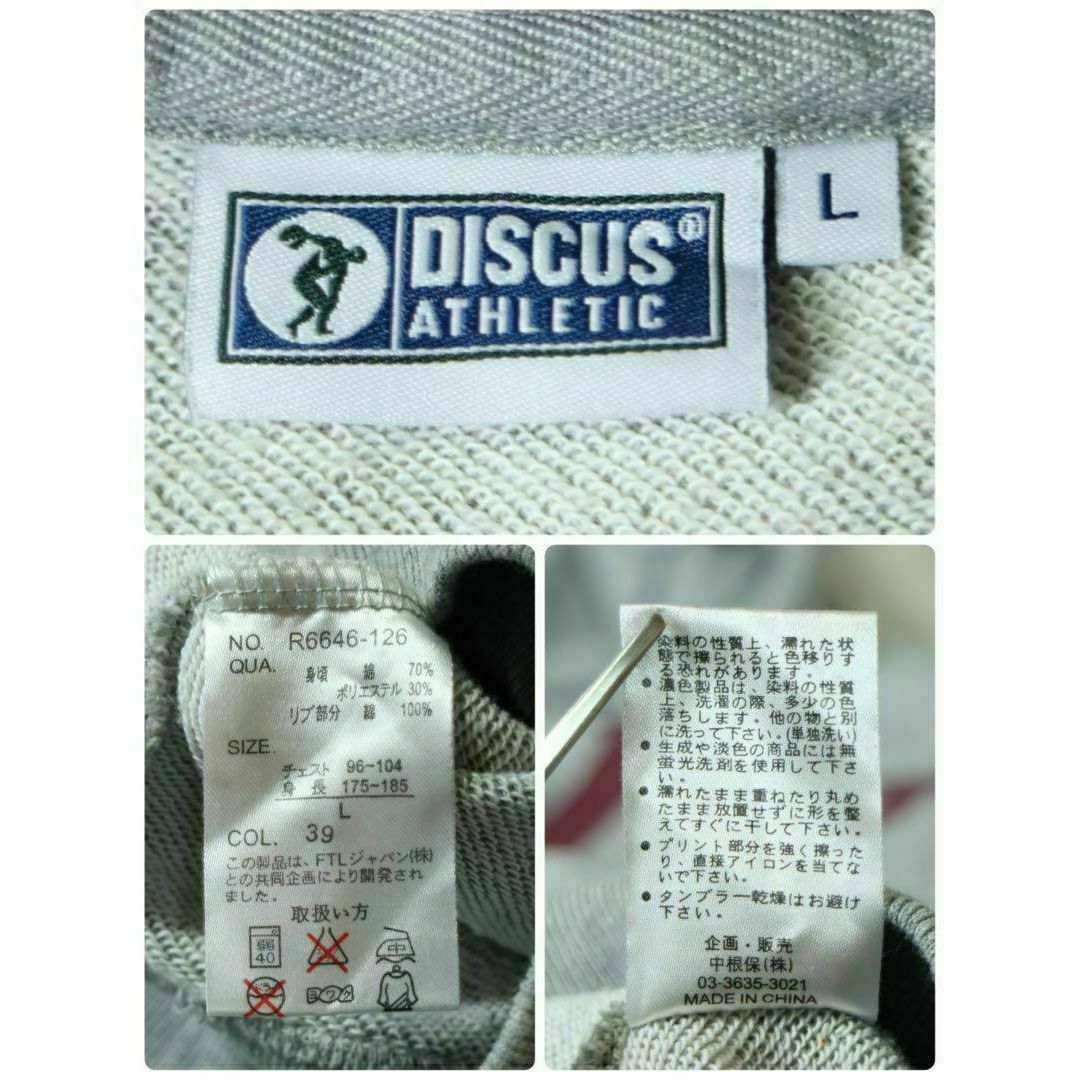 DISCUS®
ATHLETIC
L
NO. R6646-126
QUA. 身頃 綿 70%
ポリエステル 30%
リブ部分 綿 100%
SIZE.
チェスト 96~104
身長 175~185
L
COL. 39
この製品は、FTLジャパン(株)
との共同企画により開発され
ました。
取扱い方
弱
40
中
染料の性質上、濡れた状
態で擦られると色移りす
る恐れがあります。
● 濃色製品は、染料の性質
上、洗濯の際、多少の色
落ちします。他の物と別
に洗って下さい。(単独洗い)
● 生成や淡色の商品には無
蛍光洗剤を使用して下さ
い。
● 濡れたまま重ねたり丸め
たまま放置せずに形を整
えてすぐに干して下さい。
● プリント部分を強く擦った
り、直接アイロンを当てな
いで下さい。
● タンブラー乾燥はお避け
下さい。
企画・販売
中根保(株)
03-3635-3021
MADE IN CHINA